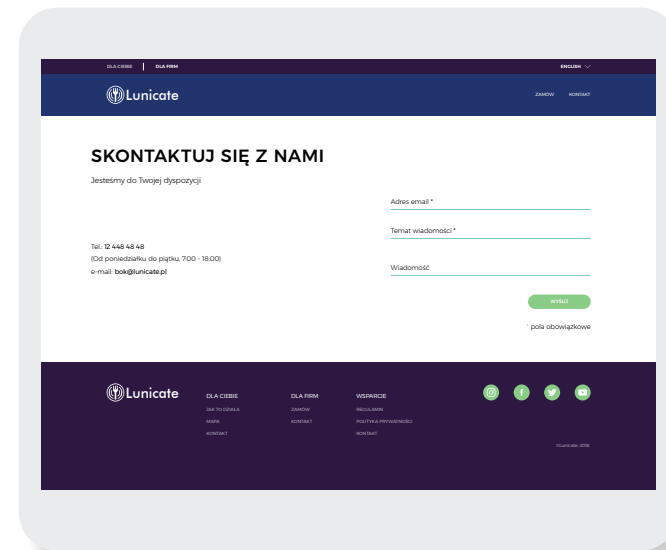 DLA CIEBIE DLA FIRM ENGLISH
Lunicate ZAMÓW KONTAKT
SKONTAKTUJ SIĘ Z NAMI
Jesteśmy do Twojej dyspozycji
Adres email *
Temat wiadomości *
Tel.: 12 448 48 48
(Od poniedziałku do piątku, 7:00 - 18:00)
e-mail: bok@lunicate.pl
Wiadomość
WYŚLIJ
* pola obowiązkowe
Lunicate
DLA CIEBIE
JAK TO DZIAŁA
MAPA
KONTAKT
DLA FIRM
ZAMÓW
KONTAKT
WSPARCIE
REGULAMIN
POLITYKA PRYWATNOŚCI
KONTAKT
©Lunicate, 2018